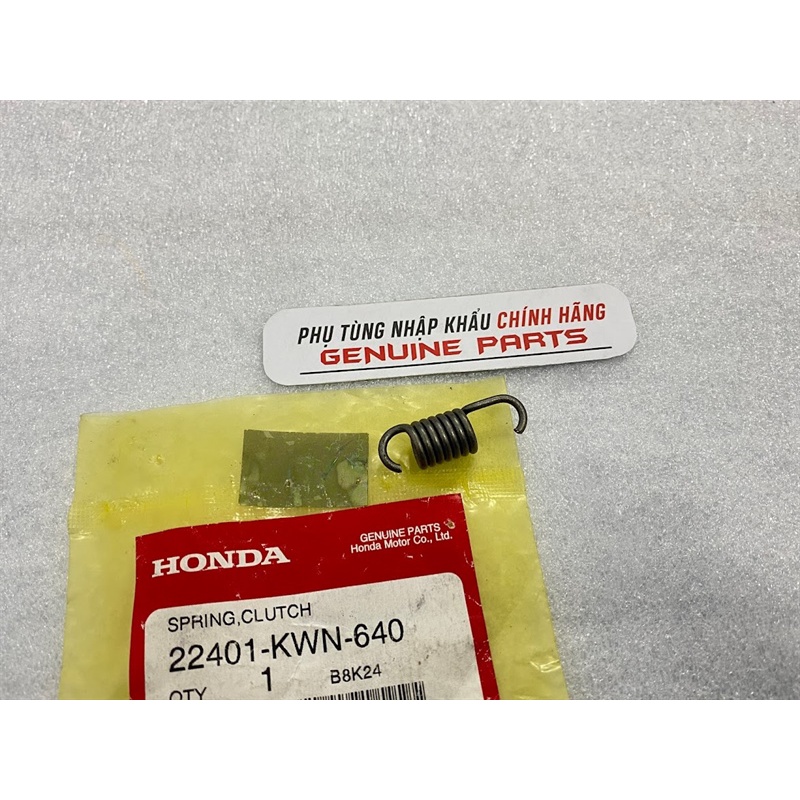 PHỤ TÙNG NHẬP KHẨU CHÍNH HÃNG
GENUINE PARTS
HONDA
GENUINE PARTS
Honda Motor Co., Ltd.
SPRING,CLUTCH
22401-KWN-640
QTY 1 B8K24